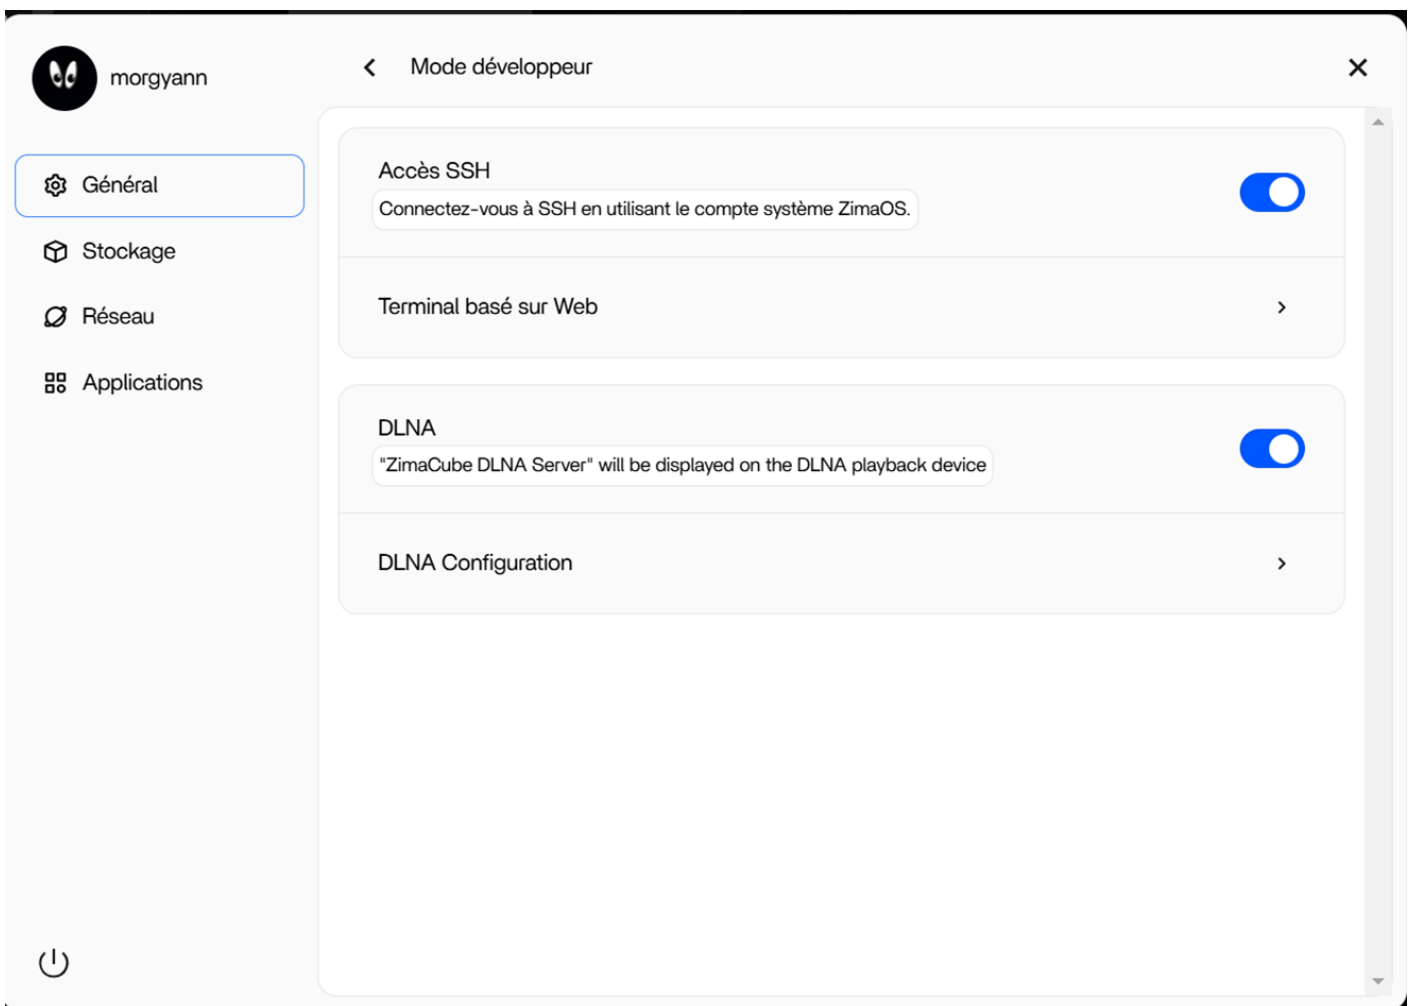 morgyann
Mode développeur
Général
Stockage
Réseau
Applications
Accès SSH
Connectez-vous à SSH en utilisant le compte système ZimaOS.
Terminal basé sur Web
DLNA
"ZimaCube DLNA Server" will be displayed on the DLNA playback device
DLNA Configuration